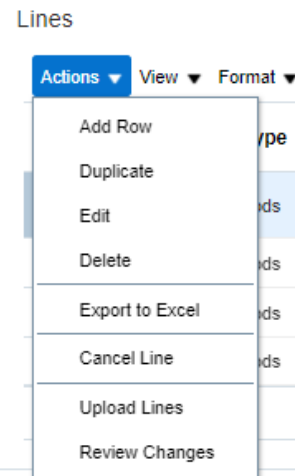 Lines
Actions View Format
Add Row
Duplicate
Edit
Delete
Export to Excel
Cancel Line
Upload Lines
Review Changes